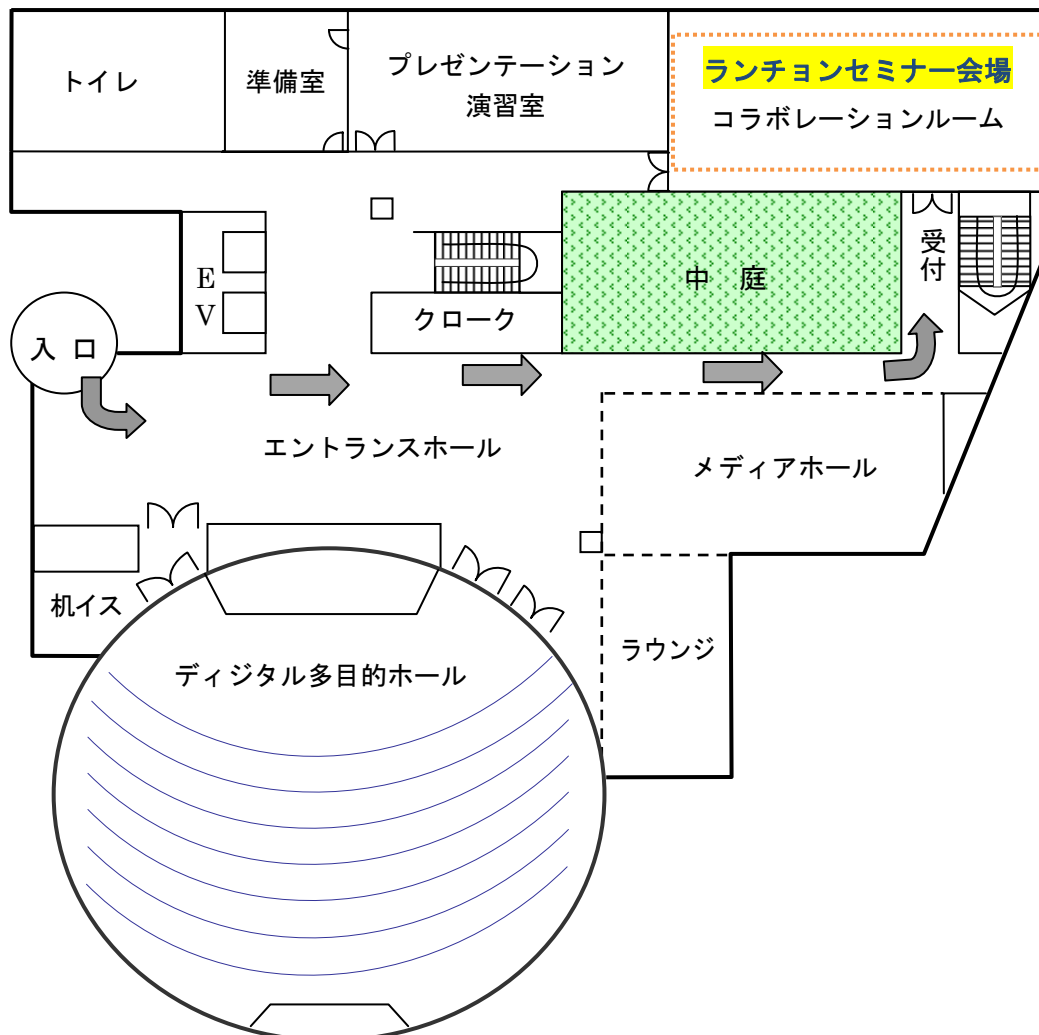 トイレ
準備室
プレゼンテーション
演習室
ランチョンセミナー会場
コラボレーションルーム
EV
クローク
中 庭
受付
入 口
エントランスホール
メディアホール
机イス
ラウンジ
ディジタル多目的ホール